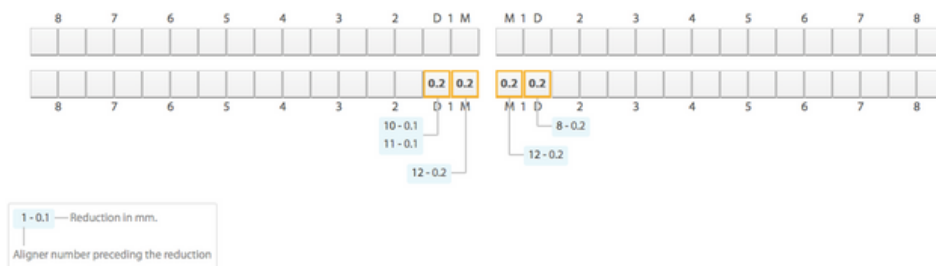 8 7 6 5 4 3 2 D 1 M M 1 D 2 3 4 5 6 7 8
0.2 0.2 0.2 0.2
8 7 6 5 4 3 2 D 1 M M 1 D 2 3 4 5 6 7 8
10 - 0.1 8 - 0.2
11 - 0.1
12 - 0.2
12 - 0.2
1 - 0.1 Reduction in mm.
Aligner number preceding the reduction